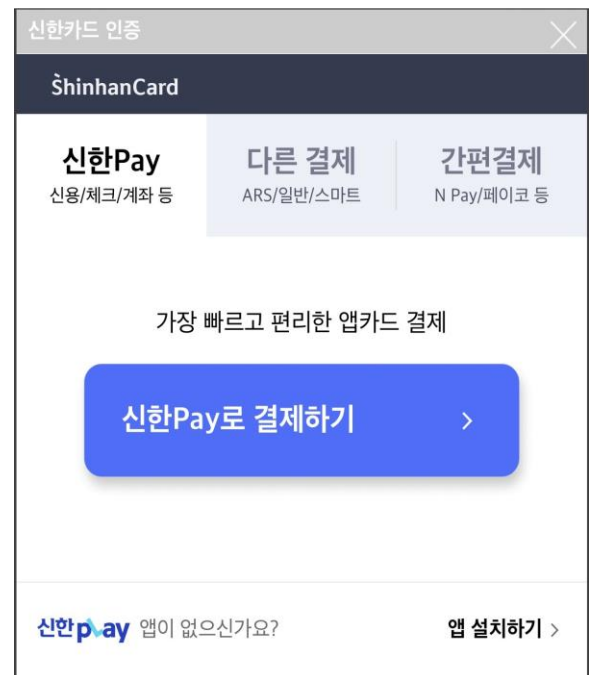 신한카드 인증
ShinhanCard
신한Pay
신용/체크/계좌 등
다른 결제
ARS/일반/스마트
간편결제
N Pay/페이코 등
가장 빠르고 편리한 앱카드 결제
신한Pay로 결제하기 >
신한play 앱이 없으신가요?
앱 설치하기 >